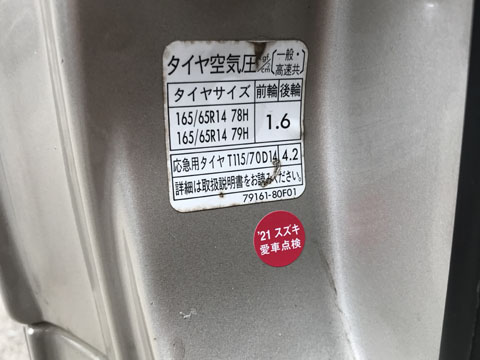 タイヤ空気圧 (一般・
高速共)
タイヤサイズ 前輪 後輪
165/65R14 78H
165/65R14 79H
1.6
応急用タイヤ T115/70D14 4.2
詳細は取扱説明書をお読みください。
79161-80F01
'21 スズキ
愛車点検